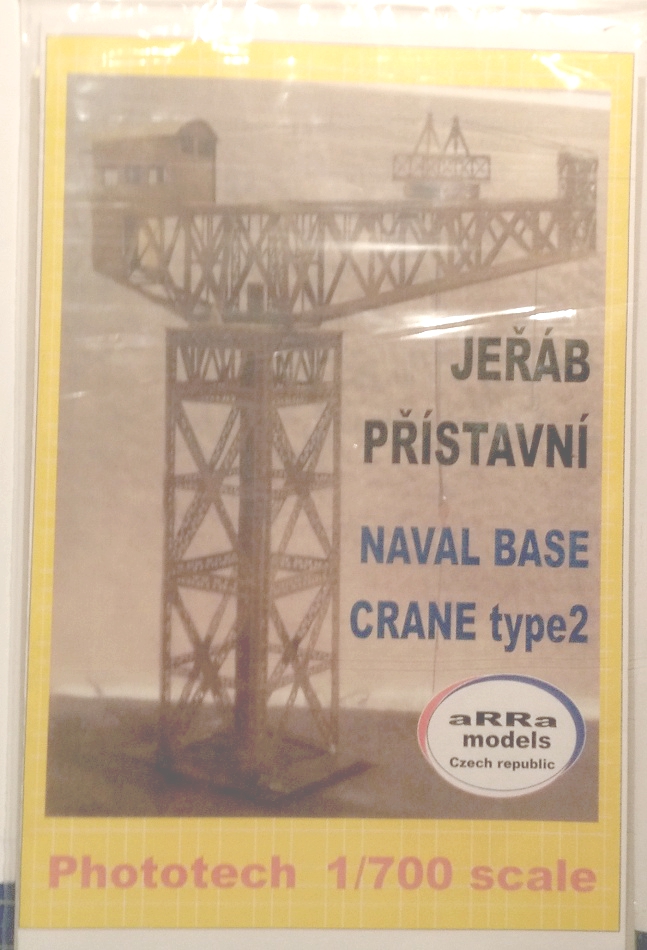 JEŘÁB
PŘÍSTAVNÍ
NAVAL BASE
CRANE type2
aRRa
models
Czech republic
Phototech 1/700 scale